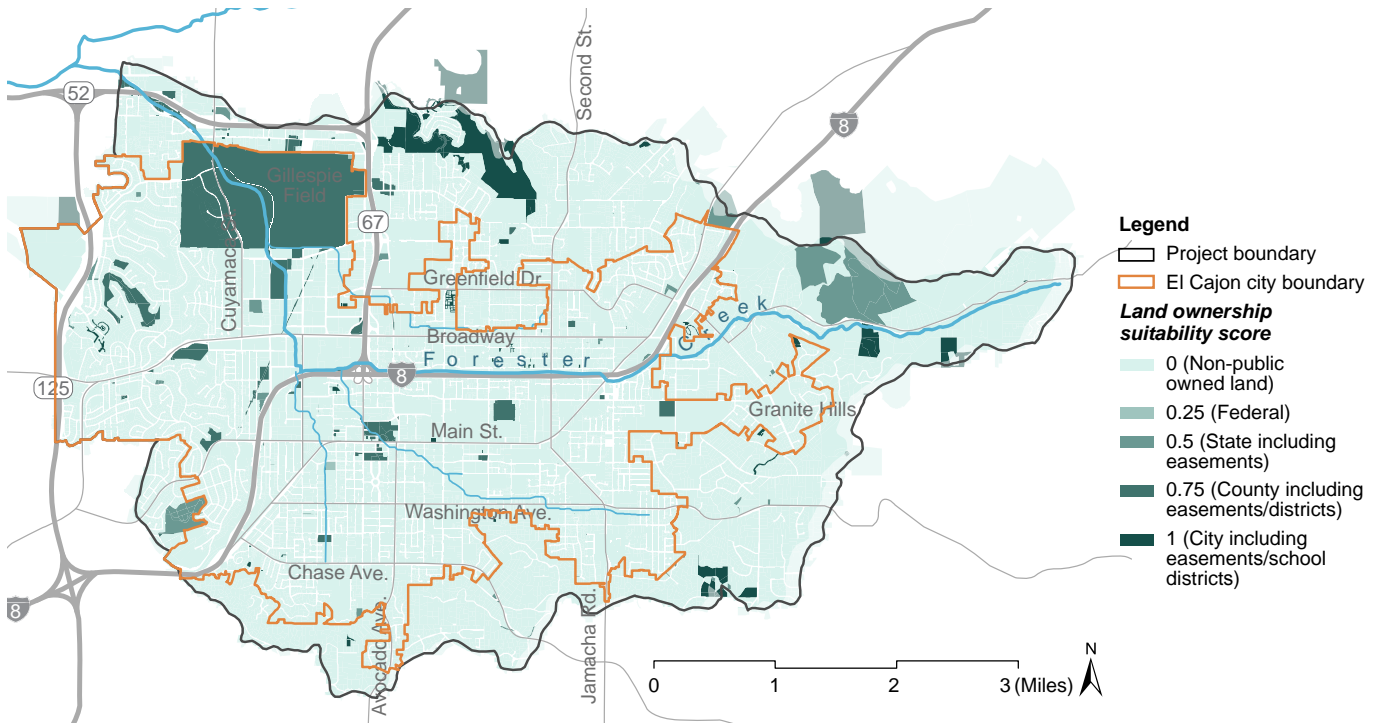 52
Second St.
8
Gillespie
Field
Cuyamaca St.
67
Greenfield Dr.
Broadway
Forester Creek
8
125
Granite Hills
Main St.
Washington Ave.
Chase Ave.
8
Avocado Ave.
Jamacha Rd.
0 1 2 3 (Miles)
N
Legend
Project boundary
El Cajon city boundary
Land ownership
suitability score
0 (Non-public
owned land)
0.25 (Federal)
0.5 (State including
easements)
0.75 (County including
easements/districts)
1 (City including
easements/school
districts)